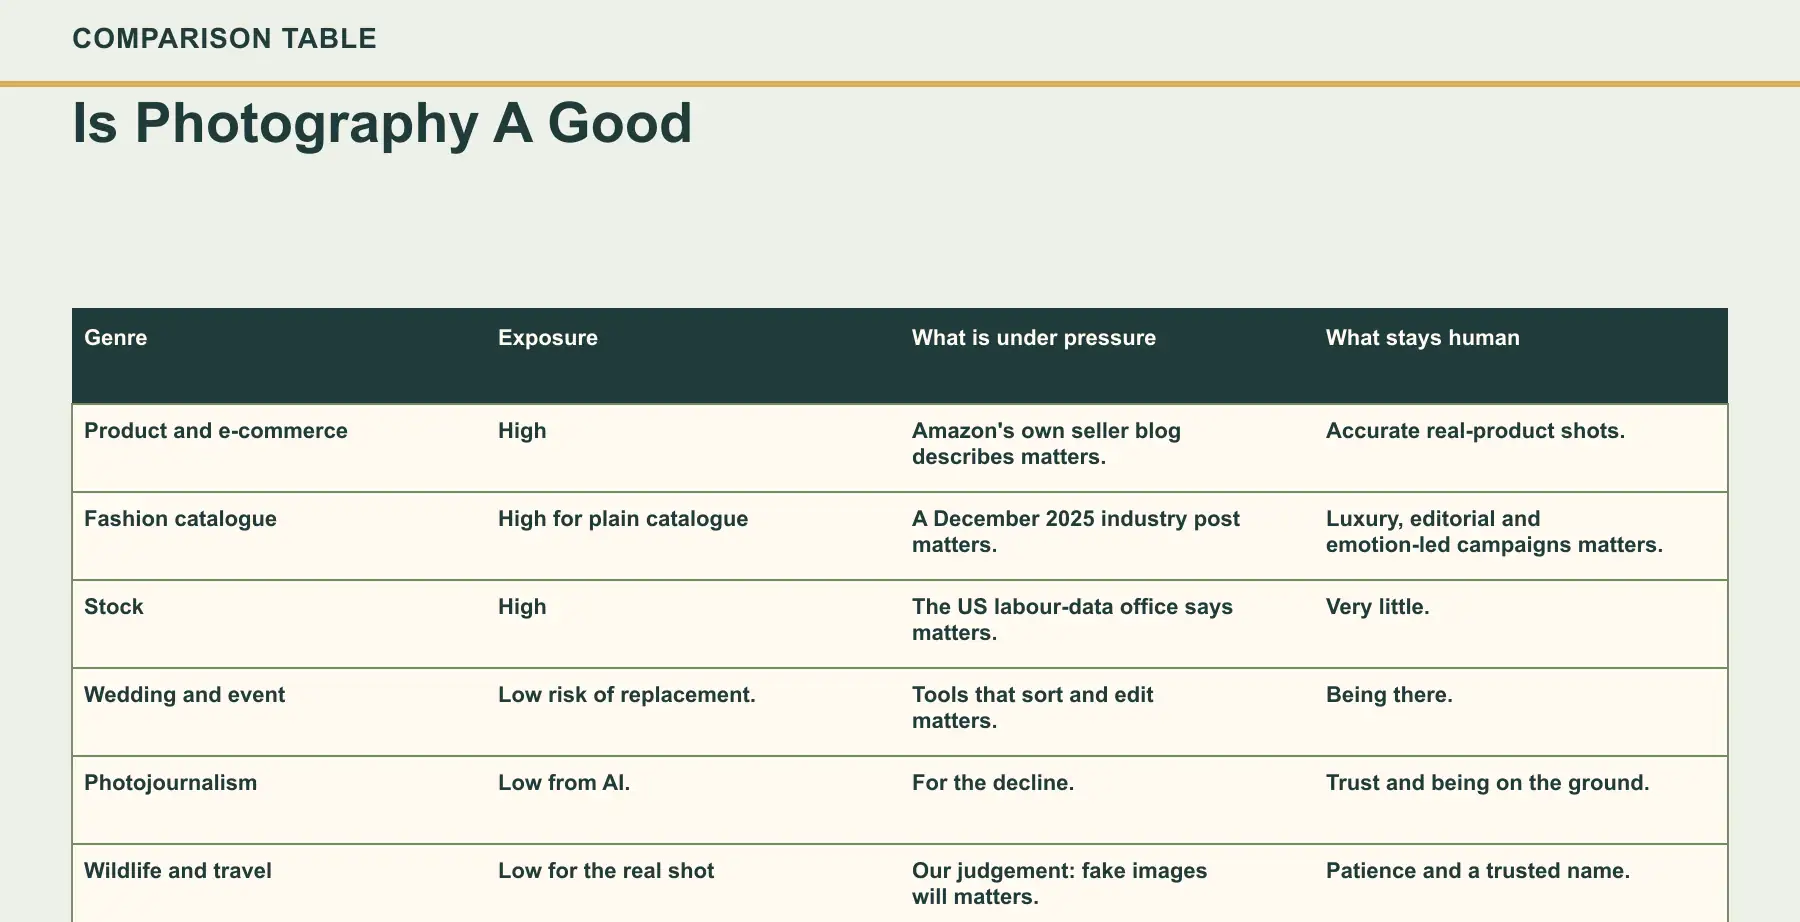 COMPARISON TABLE
Is Photography A Good
Genre Exposure What is under pressure What stays human
Product and e-commerce High Amazon's own seller blog Accurate real-product shots.
describes matters.
Fashion catalogue High for plain catalogue A December 2025 industry post Luxury, editorial and
matters. emotion-led campaigns matters.
Stock High The US labour-data office says Very little.
matters.
Wedding and event Low risk of replacement. Tools that sort and edit Being there.
matters.
Photojournalism Low from AI. For the decline. Trust and being on the ground.
Wildlife and travel Low for the real shot Our judgement: fake images Patience and a trusted name.
will matters.